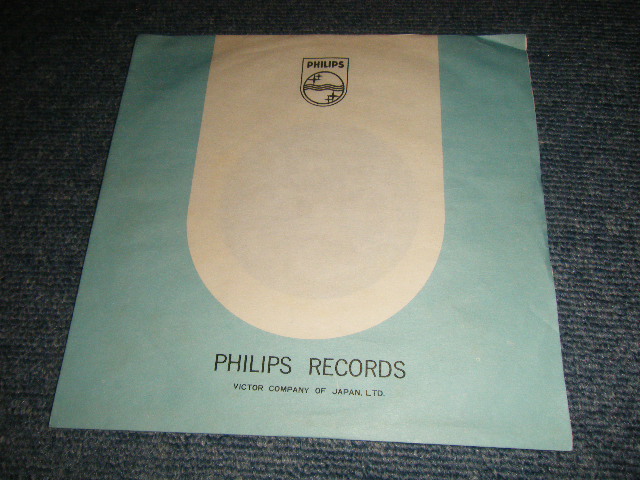 PHILIPS
PHILIPS RECORDS
VICTOR COMPANY OF JAPAN, LTD.